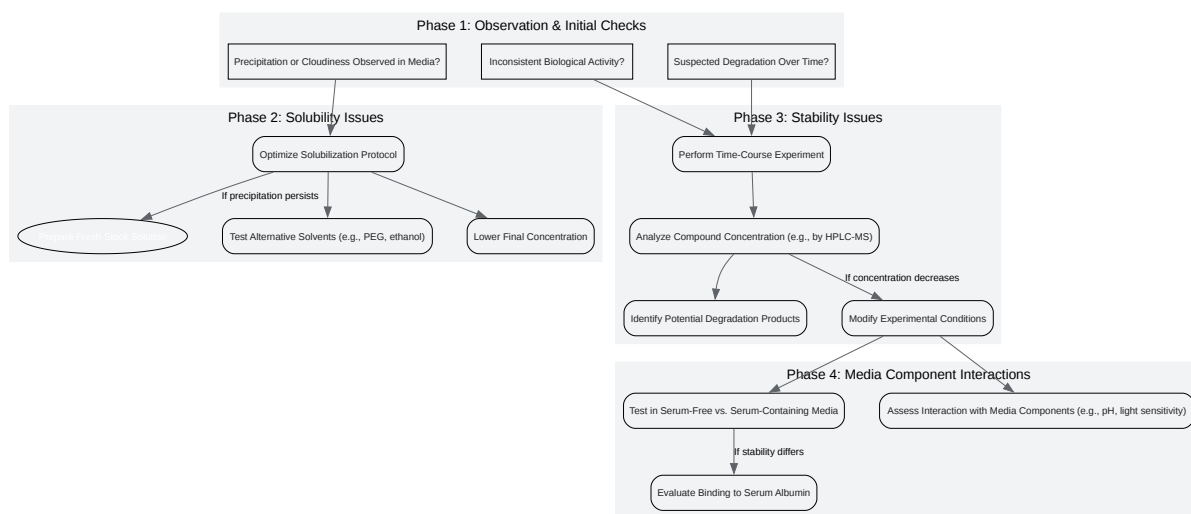 Phase 1: Observation & Initial Checks
Precipitation or Cloudiness Observed in Media?
Inconsistent Biological Activity?
Suspected Degradation Over Time?
Phase 2: Solubility Issues
Phase 3: Stability Issues
Optimize Solubilization Protocol
Perform Time-Course Experiment
If precipitation persists
Test Alternative Solvents (e.g., PEG, ethanol)
Lower Final Concentration
Analyze Compound Concentration (e.g., by HPLC-MS)
If concentration decreases
Identify Potential Degradation Products
Modify Experimental Conditions
Phase 4: Media Component Interactions
Test in Serum-Free vs. Serum-Containing Media
Assess Interaction with Media Components (e.g., pH, light sensitivity)
If stability differs
Evaluate Binding to Serum Albumin